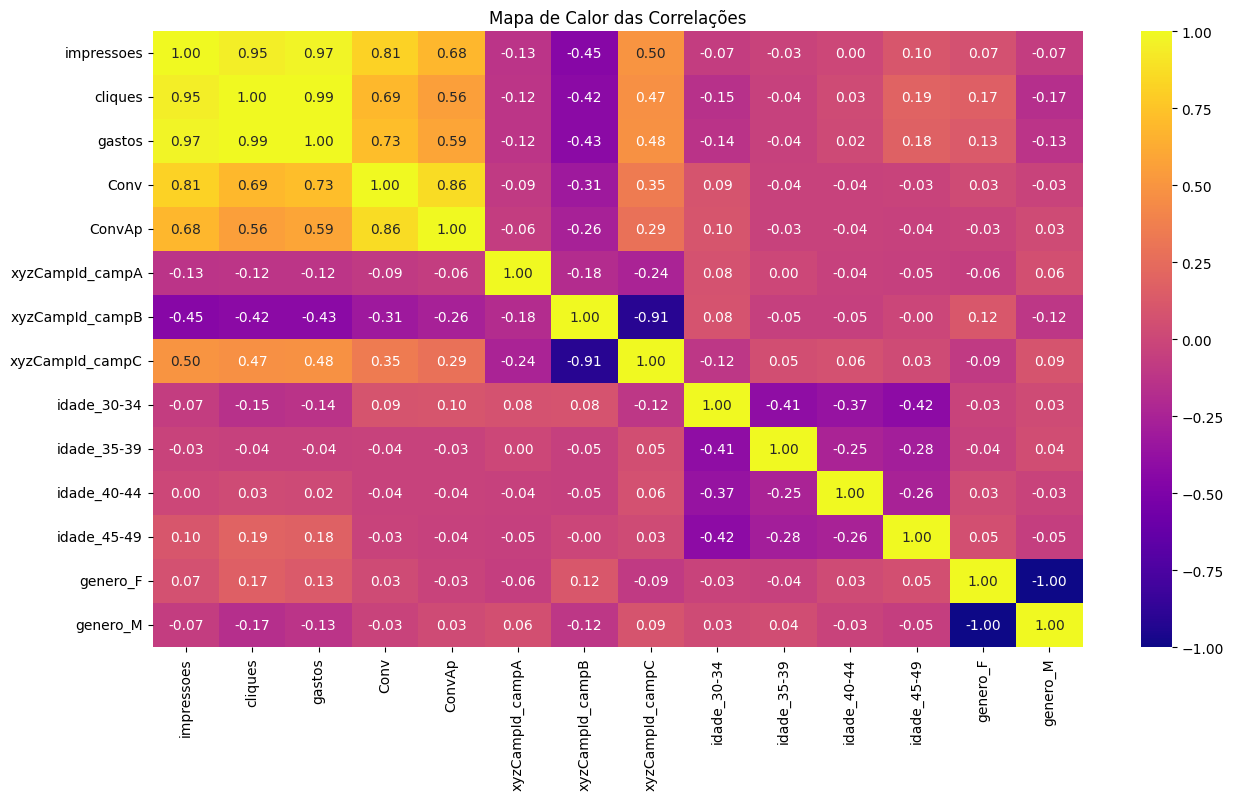 Mapa de Calor das Correlações
impressoes 1.00 0.95 0.97 0.81 0.68 -0.13 -0.45 0.50 -0.07 -0.03 0.00 0.10 0.07 -0.07
cliques 0.95 1.00 0.99 0.69 0.56 -0.12 -0.42 0.47 -0.15 -0.04 0.03 0.19 0.17 -0.17
gastos 0.97 0.99 1.00 0.73 0.59 -0.12 -0.43 0.48 -0.14 -0.04 0.02 0.18 0.13 -0.13
Conv 0.81 0.69 0.73 1.00 0.86 -0.09 -0.31 0.35 0.09 -0.04 -0.04 -0.03 0.03 -0.03
ConvAp 0.68 0.56 0.59 0.86 1.00 -0.06 -0.26 0.29 0.10 -0.03 -0.04 -0.04 -0.03 0.03
xyzCampId_campA -0.13 -0.12 -0.12 -0.09 -0.06 1.00 -0.18 -0.24 0.08 0.00 -0.04 -0.05 -0.06 0.06
xyzCampId_campB -0.45 -0.42 -0.43 -0.31 -0.26 -0.18 1.00 -0.91 0.08 -0.05 -0.05 -0.00 0.12 -0.12
xyzCampId_campC 0.50 0.47 0.48 0.35 0.29 -0.24 -0.91 1.00 -0.12 0.05 0.06 0.03 -0.09 0.09
idade_30-34 -0.07 -0.15 -0.14 0.09 0.10 0.08 0.08 -0.12 1.00 -0.41 -0.37 -0.42 -0.03 0.03
idade_35-39 -0.03 -0.04 -0.04 -0.04 -0.03 0.00 -0.05 0.05 -0.41 1.00 -0.25 -0.28 -0.04 0.04
idade_40-44 0.00 0.03 0.02 -0.04 -0.04 -0.04 -0.05 0.06 -0.37 -0.25 1.00 -0.26 0.03 -0.03
idade_45-49 0.10 0.19 0.18 -0.03 -0.04 -0.05 -0.00 0.03 -0.42 -0.28 -0.26 1.00 0.05 -0.05
genero_F 0.07 0.17 0.13 0.03 -0.03 -0.06 0.12 -0.09 -0.03 -0.04 0.03 0.05 1.00 -1.00
genero_M -0.07 -0.17 -0.13 -0.03 0.03 0.06 -0.12 0.09 0.03 0.04 -0.03 -0.05 -1.00 1.00
impressoes
cliques
gastos
Conv
ConvAp
xyzCampId_campA
xyzCampId_campB
xyzCampId_campC
idade_30-34
idade_35-39
idade_40-44
idade_45-49
genero_F
genero_M
1.00
0.75
0.50
0.25
0.00
−0.25
−0.50
−0.75
−1.00